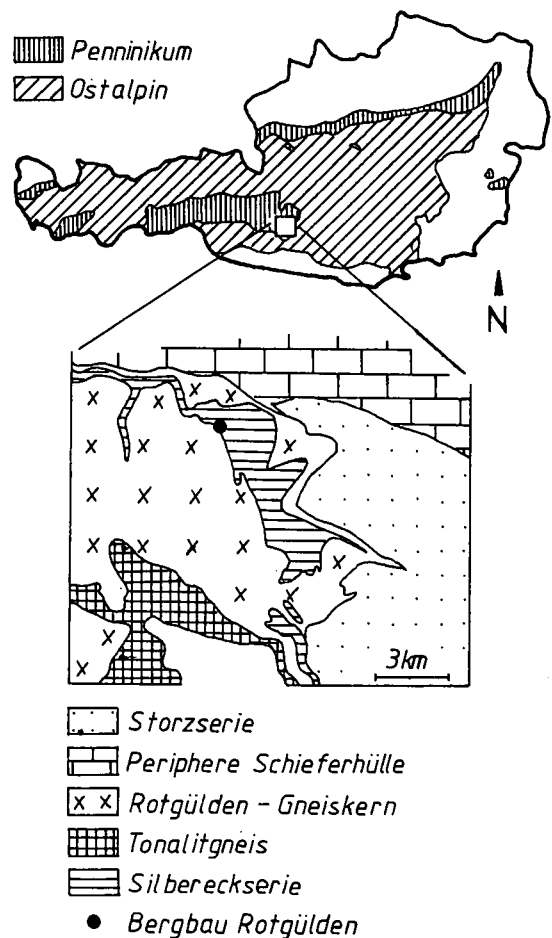 Penninikum
Ostalpin
N
3km
Storzserie
Periphere Schieferhülle
Rotgülden - Gneiskern
Tonalitgneis
Silbereckserie
Bergbau Rotgülden